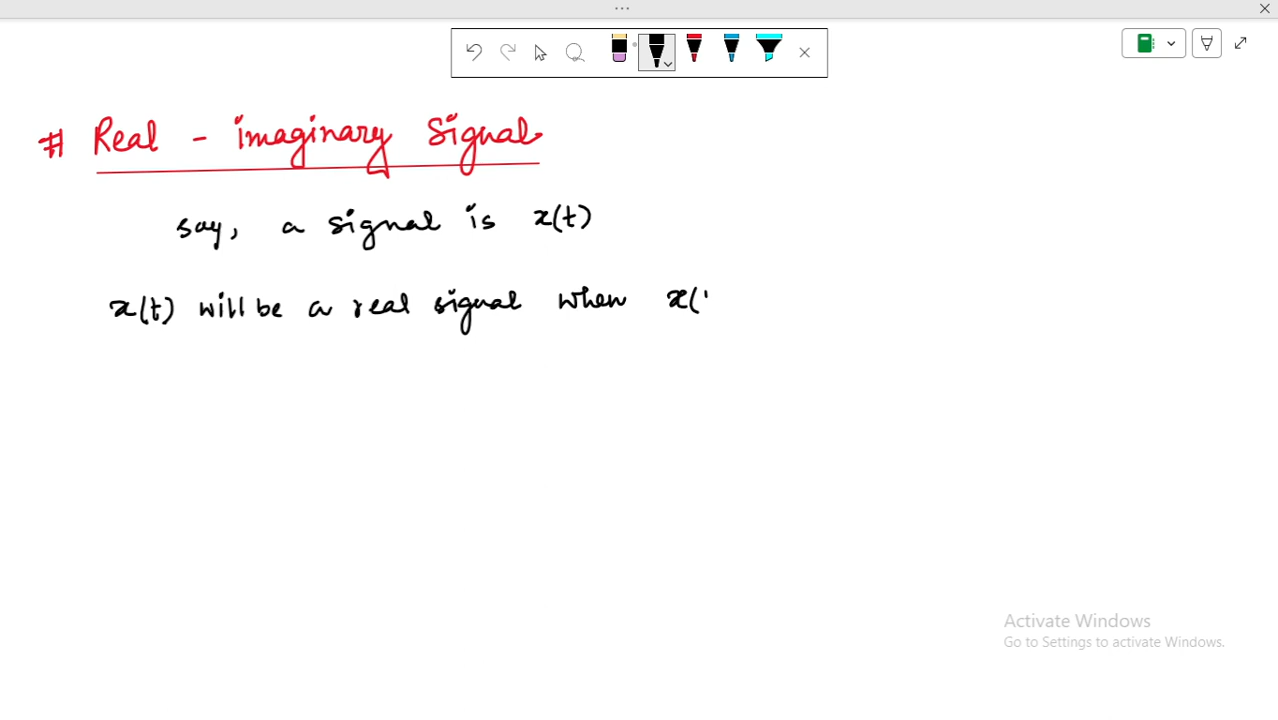 # Real - imaginary Signal
say, a signal is x(t)
x(t) will be a real signal when x(
Activate Windows
Go to Settings to activate Windows.